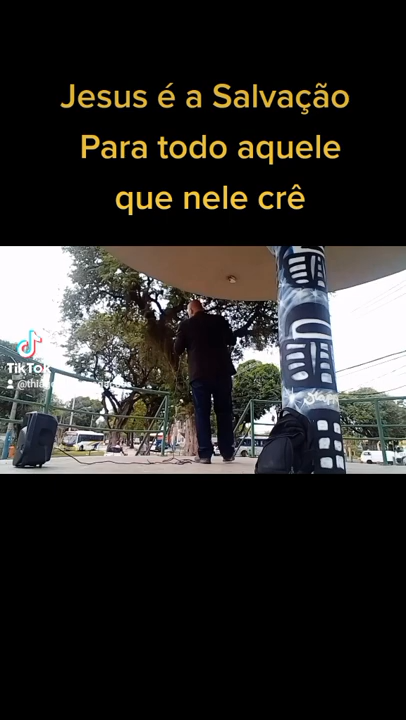 Jesus é a Salvação
Para todo aquele
que nele crê
TikTok